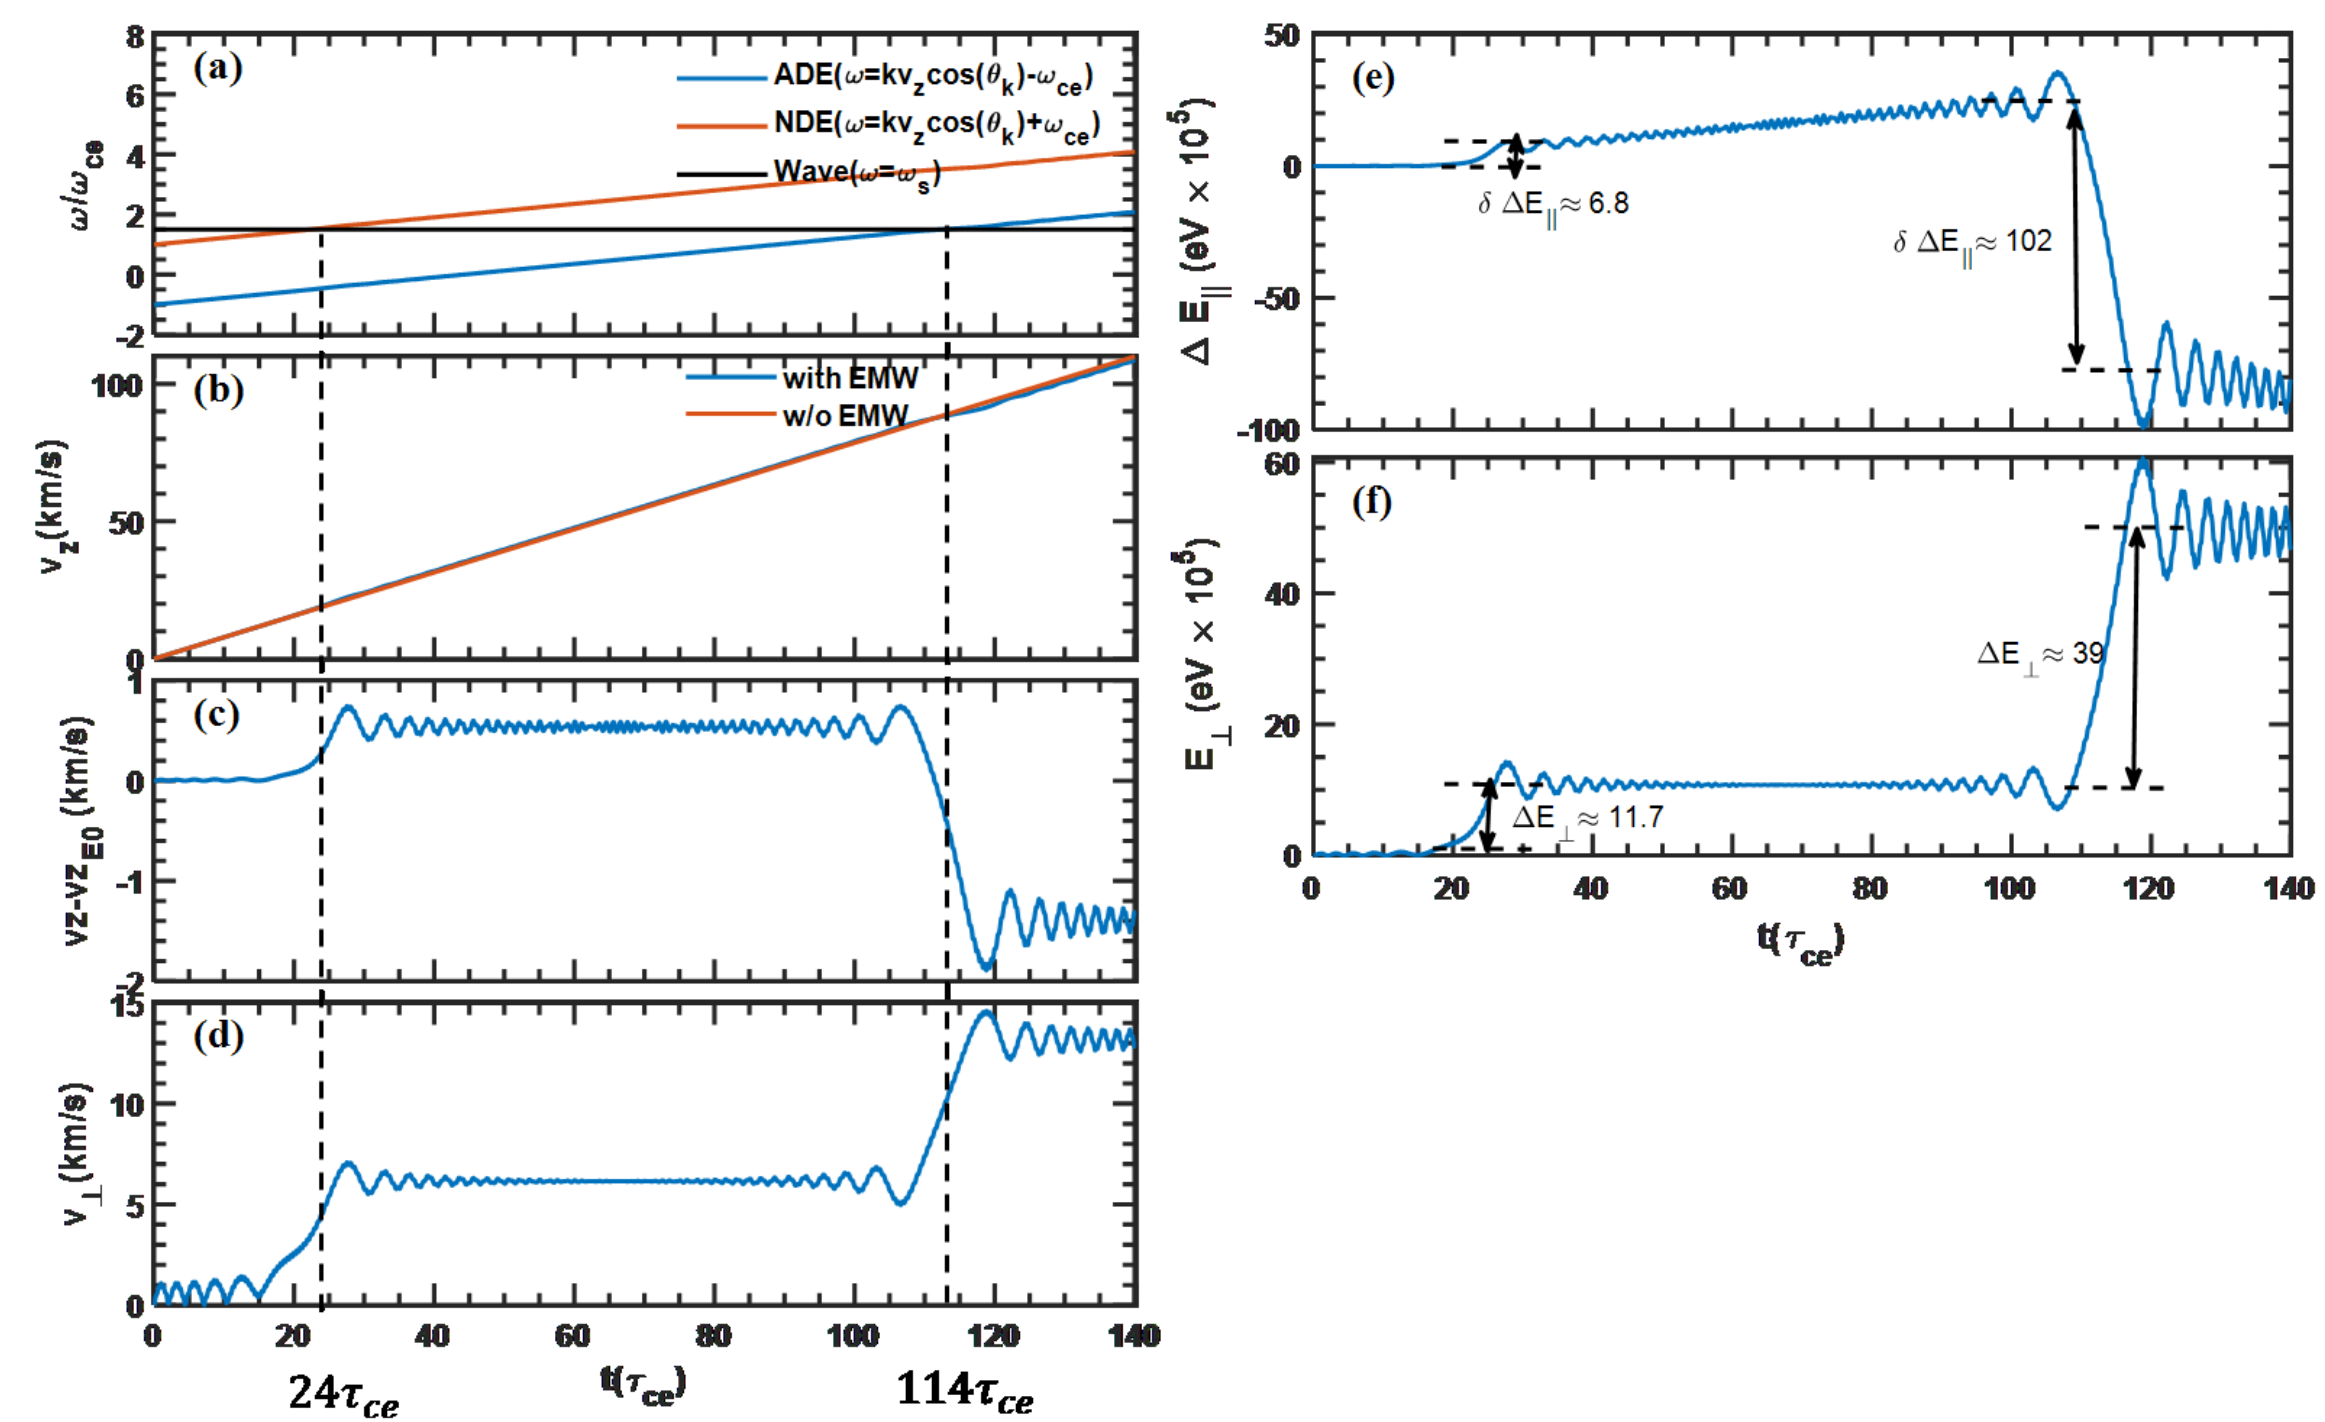 (a)
ADE(ω=kv_z cos(θ_k)-ω_ce)
NDE(ω=kv_z cos(θ_k)+ω_ce)
Wave(ω=ω_s)
ω/ω_ce
8
6
4
2
0
-2
(b)
with EMW
w/o EMW
v_z(km/s)
100
50
0
(c)
vz-vz_E0 (km/s)
1
0
-1
-2
(d)
v_⊥(km/s)
15
10
5
0
0 20 40 60 80 100 120 140
t(τ_ce)
24τ_ce
114τ_ce
(e)
Δ E_∥ (eV × 10^5)
50
0
-50
-100
δ ΔE_∥≈ 6.8
δ ΔE_∥≈ 102
(f)
E_⊥ (eV × 10^5)
60
40
20
0
ΔE_⊥≈ 39
ΔE_⊥≈ 11.7
0 20 40 60 80 100 120 140
t(τ_ce)